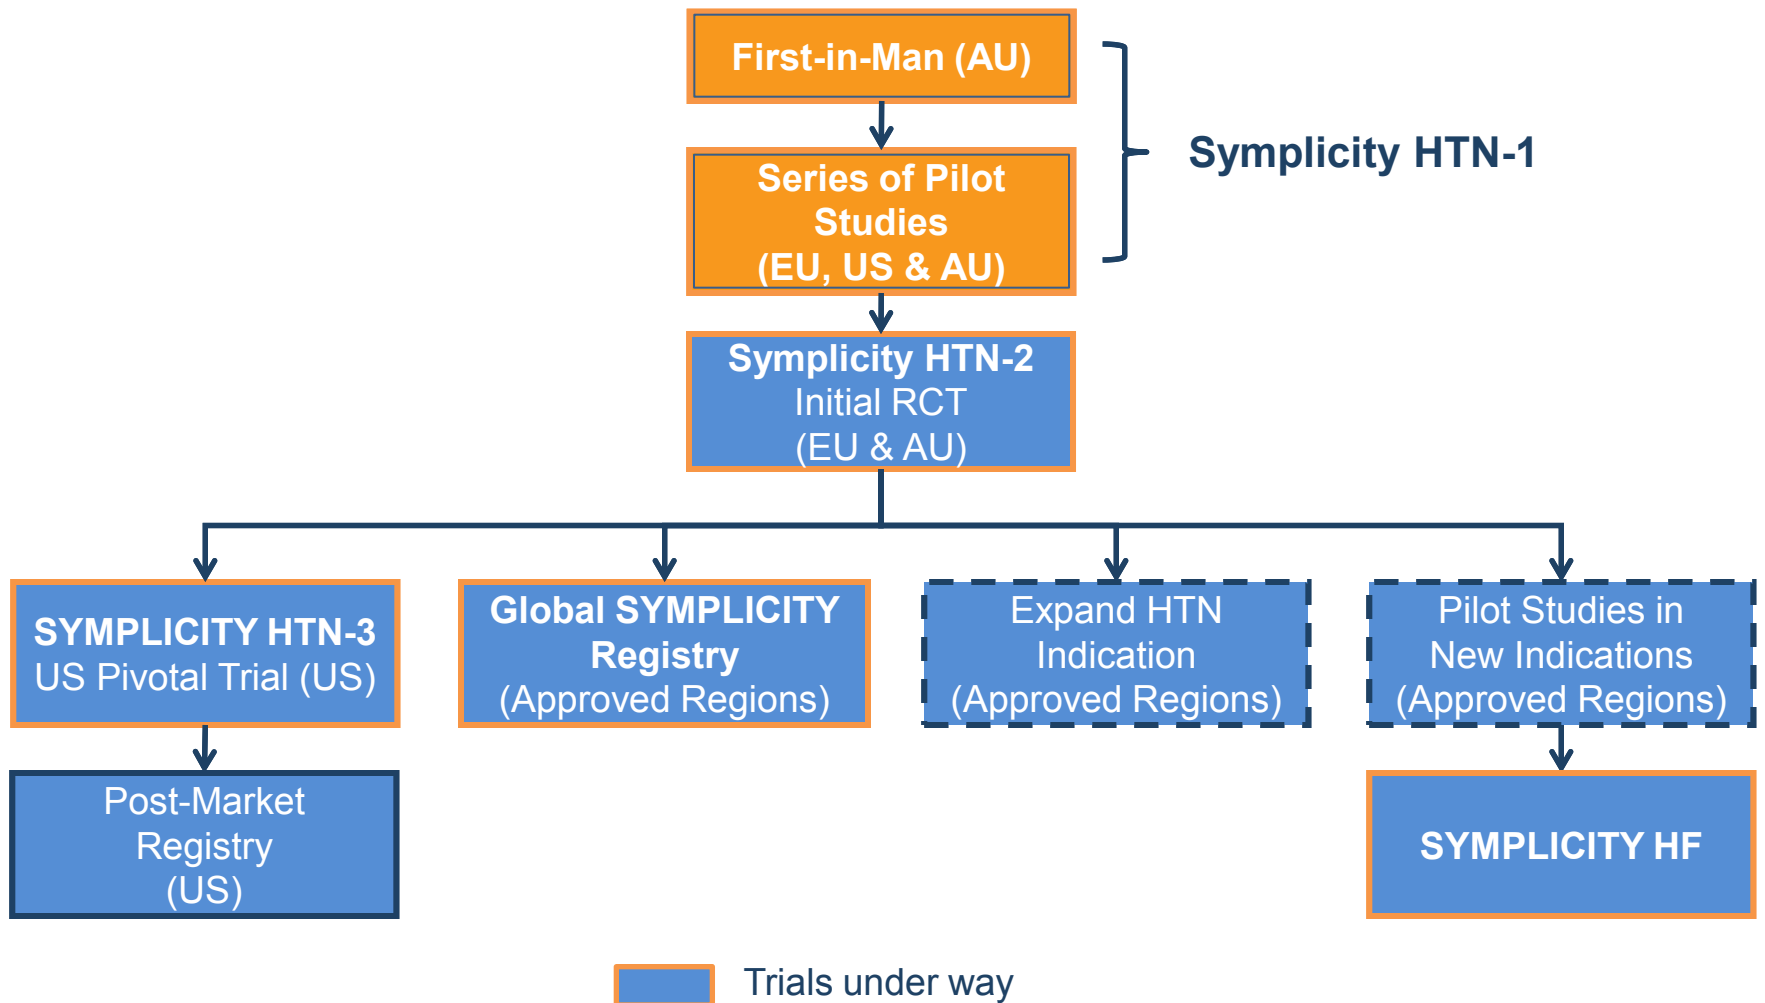 First-in-Man (AU)
Symplicity HTN-1
Series of Pilot
Studies
(EU, US & AU)
Symplicity HTN-2
Initial RCT
(EU & AU)
SYMPLICITY HTN-3
US Pivotal Trial (US)
Global SYMPLICITY
Registry
(Approved Regions)
Expand HTN
Indication
(Approved Regions)
Pilot Studies in
New Indications
(Approved Regions)
Post-Market
Registry
(US)
SYMPLICITY HF
Trials under way